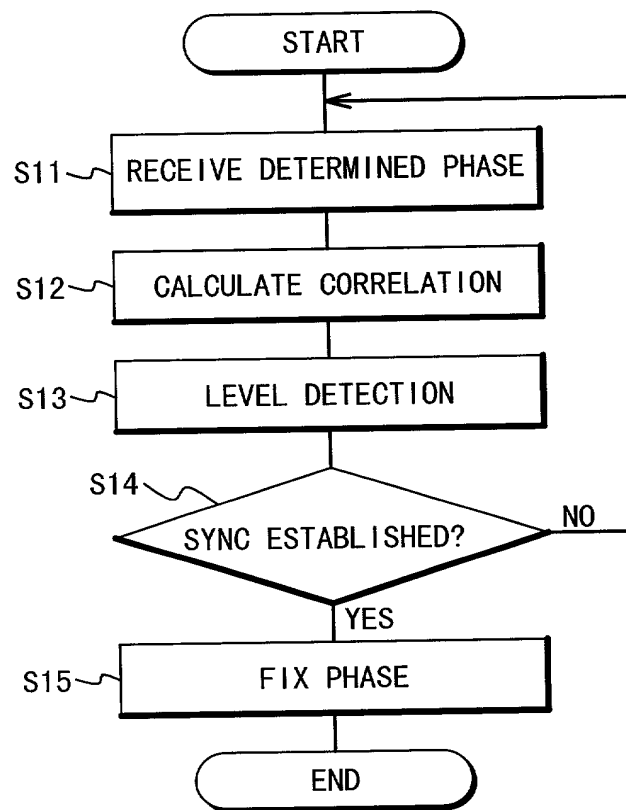 START
S11
RECEIVE DETERMINED PHASE
S12
CALCULATE CORRELATION
S13
LEVEL DETECTION
S14
SYNC ESTABLISHED?
NO
YES
S15
FIX PHASE
END